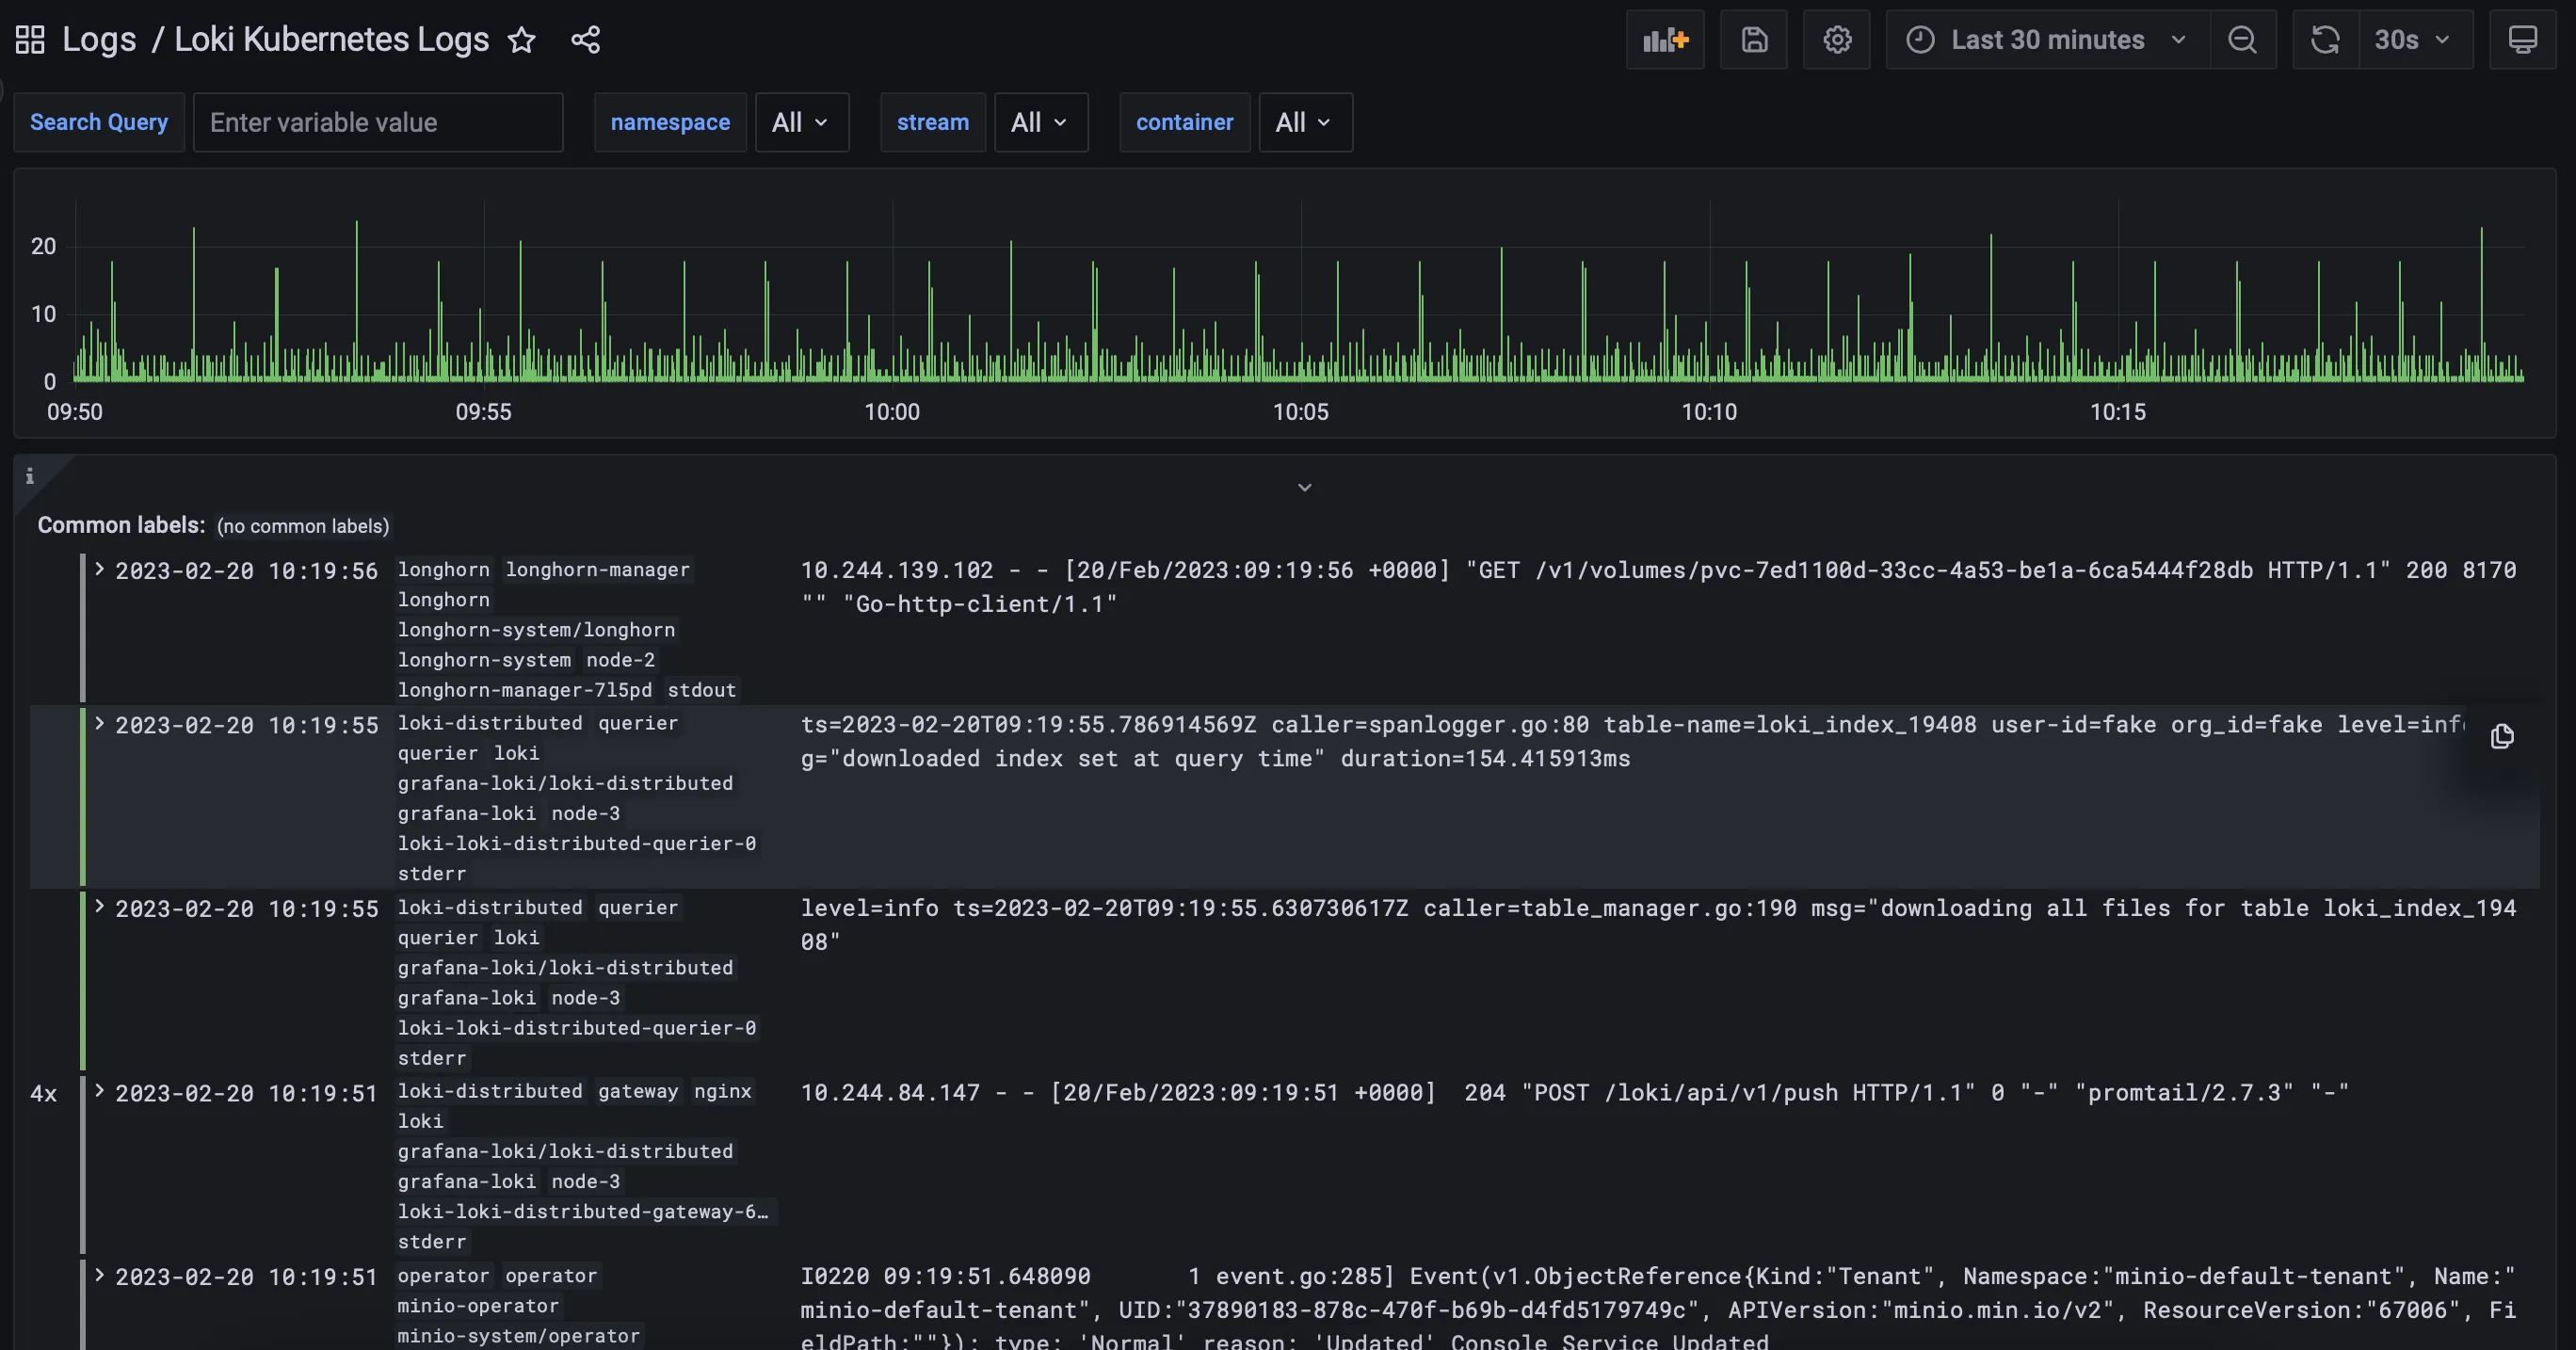 Logs / Loki Kubernetes Logs
Last 30 minutes
30s
Search Query Enter variable value namespace All stream All container All
20
10
0
09:50 09:55 10:00 10:05 10:10 10:15
i
Common labels: (no common labels)
2023-02-20 10:19:56 longhorn longhorn-manager 10.244.139.102 - - [20/Feb/2023:09:19:56 +0000] "GET /v1/volumes/pvc-7ed1100d-33cc-4a53-be1a-6ca5444f28db HTTP/1.1" 200 8170
longhorn "" "Go-http-client/1.1"
longhorn-system/longhorn
longhorn-system node-2
longhorn-manager-7l5pd stdout
2023-02-20 10:19:55 loki-distributed querier ts=2023-02-20T09:19:55.786914569Z caller=spanlogger.go:80 table-name=loki_index_19408 user-id=fake org_id=fake level=inf
querier loki g="downloaded index set at query time" duration=154.415913ms
grafana-loki/loki-distributed
grafana-loki node-3
loki-loki-distributed-querier-0
stderr
2023-02-20 10:19:55 loki-distributed querier level=info ts=2023-02-20T09:19:55.630730617Z caller=table_manager.go:190 msg="downloading all files for table loki_index_194
querier loki 08"
grafana-loki/loki-distributed
grafana-loki node-3
loki-loki-distributed-querier-0
stderr
4x 2023-02-20 10:19:51 loki-distributed gateway nginx 10.244.84.147 - - [20/Feb/2023:09:19:51 +0000]  204 "POST /loki/api/v1/push HTTP/1.1" 0 "-" "promtail/2.7.3" "-"
loki
grafana-loki/loki-distributed
grafana-loki node-3
loki-loki-distributed-gateway-6…
stderr
2023-02-20 10:19:51 operator operator I0220 09:19:51.648090       1 event.go:285] Event(v1.ObjectReference{Kind:"Tenant", Namespace:"minio-default-tenant", Name:"
minio-operator minio-default-tenant", UID:"37890183-878c-470f-b69b-d4fd5179749c", APIVersion:"minio.min.io/v2", ResourceVersion:"67006", Fi
minio-system/operator eldPath:""}): type: 'Normal' reason: 'Updated' Console Service Updated